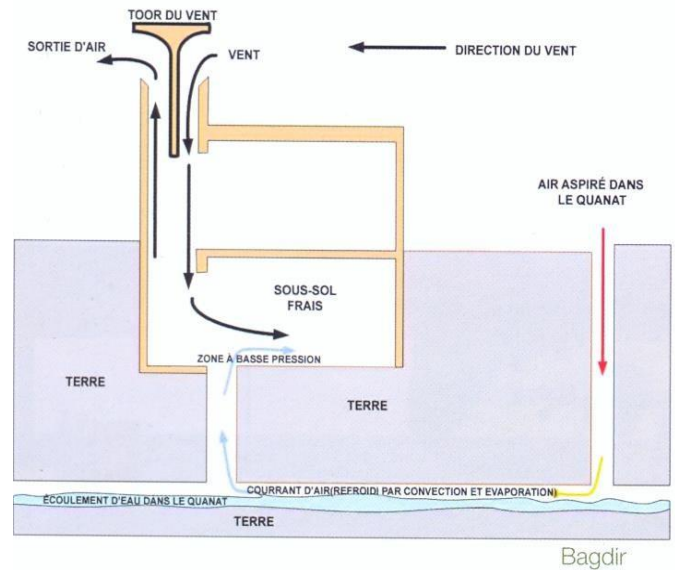 TOOR DU VENT
SORTIE D'AIR
VENT
DIRECTION DU VENT
AIR ASPIRÉ DANS
LE QUANAT
SOUS-SOL
FRAIS
ZONE À BASSE PRESSION
TERRE
TERRE
COURRANT D'AIR(REFROIDI PAR CONVECTION ET EVAPORATION)
ÉCOULEMENT D'EAU DANS LE QUANAT
TERRE
Bagdir